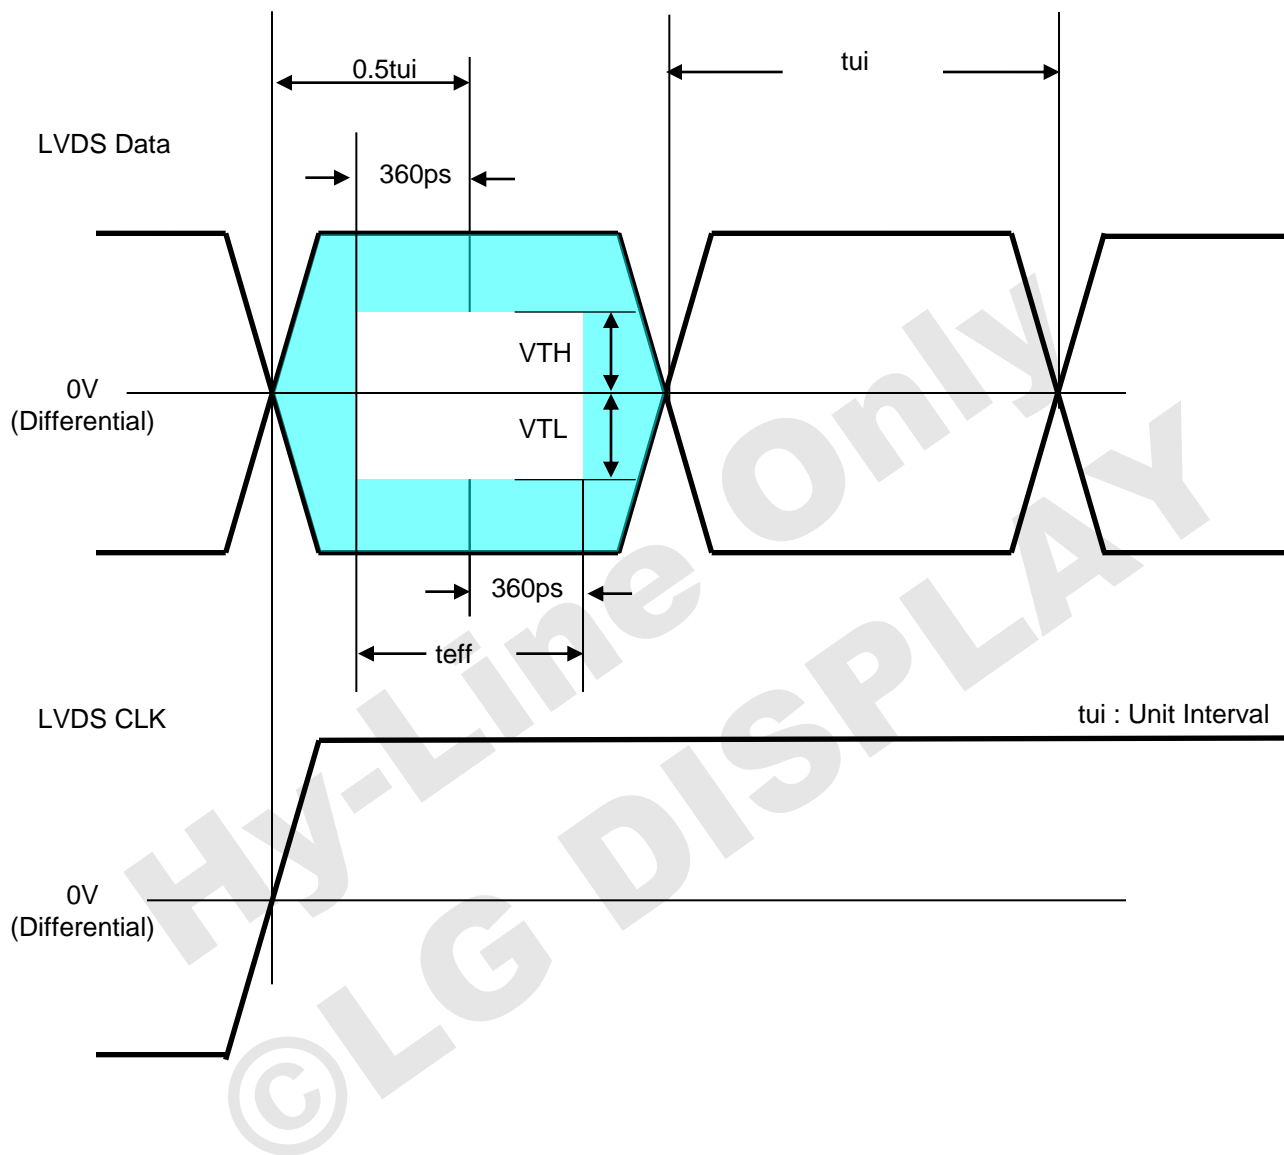 0.5tui
tui
LVDS Data
360ps
VTH
0V
(Differential)
VTL
360ps
teff
LVDS CLK
tui : Unit Interval
0V
(Differential)
Hy-Line Only
©LG DISPLAY